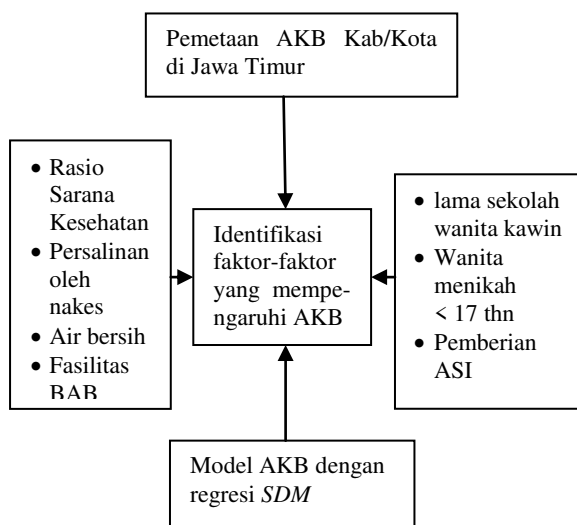 Pemetaan AKB Kab/Kota
di Jawa Timur
• Rasio
Sarana
Kesehatan
• Persalinan
oleh
nakes
• Air bersih
• Fasilitas
BAB
Identifikasi
faktor-faktor
yang mempe-
ngaruhi AKB
• lama sekolah
wanita kawin
• Wanita
menikah
< 17 thn
• Pemberian
ASI
Model AKB dengan
regresi SDM